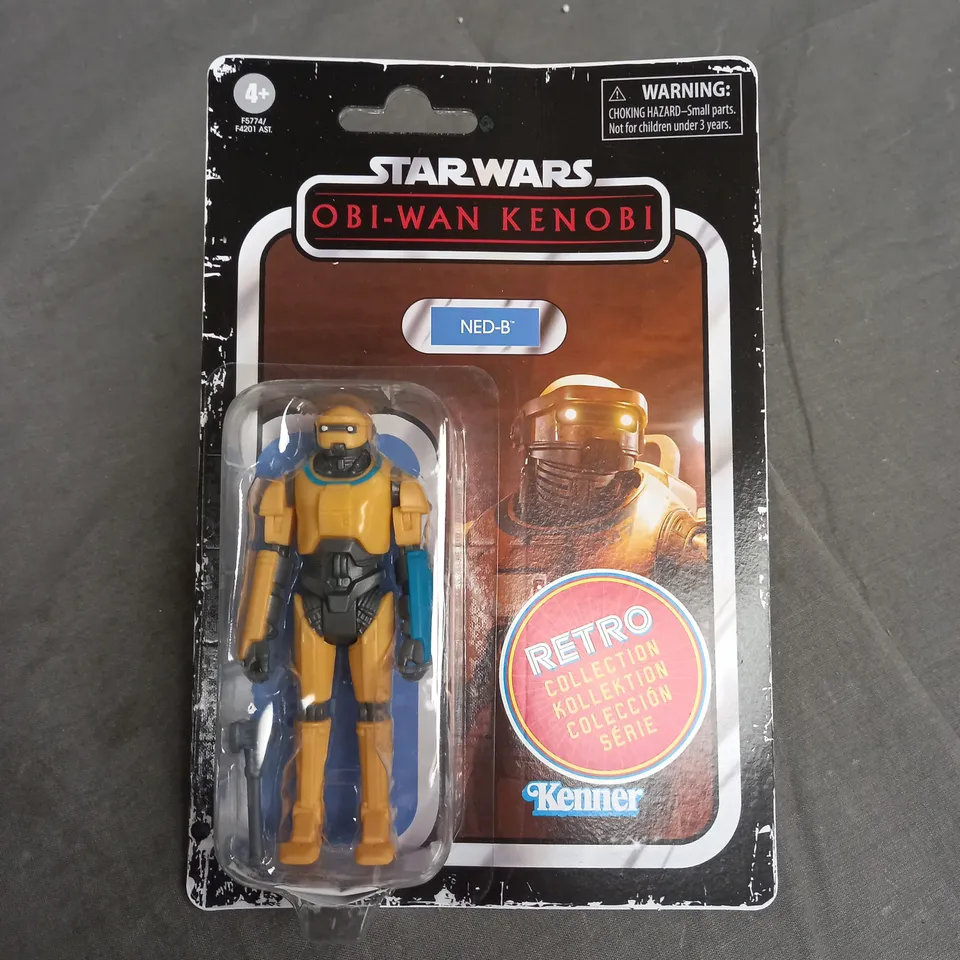 4+
F5774/
F4201 AST.
WARNING:
CHOKING HAZARD–Small parts.
Not for children under 3 years.
STAR WARS
OBI-WAN KENOBI
NED-B™
RETRO
COLLECTION
KOLLEKTION
COLECCIÓN
SÉRIE
Kenner